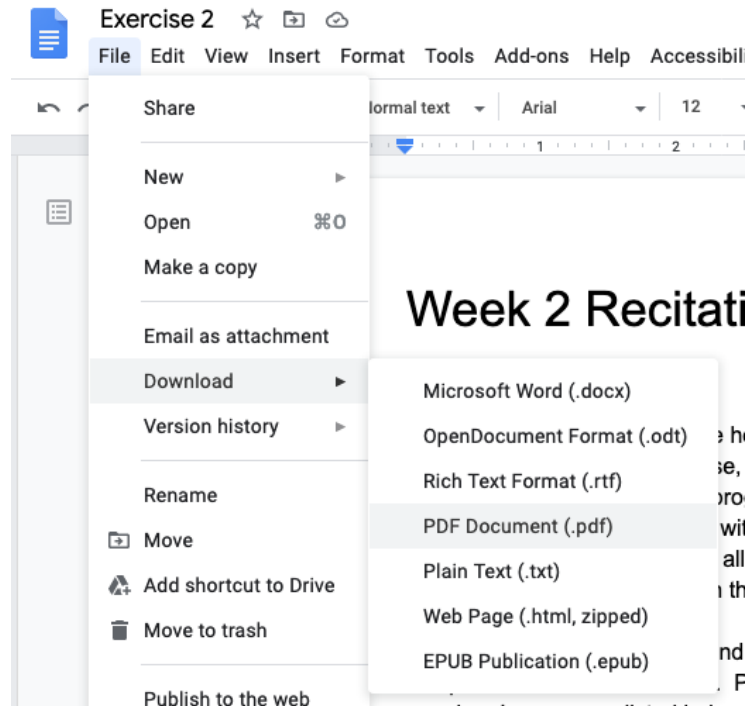 Exercise 2
File Edit View Insert Format Tools Add-ons Help
Share
text Arial 12
1 2
New
Open ⌘O
Make a copy
Week 2
Email as attachment
Download
Version history
Microsoft Word (.docx)
OpenDocument Format (.odt)
Rich Text Format (.rtf)
PDF Document (.pdf)
Plain Text (.txt)
Web Page (.html, zipped)
EPUB Publication (.epub)
Rename
Move
Add shortcut to Drive
Move to trash
Publish to the web